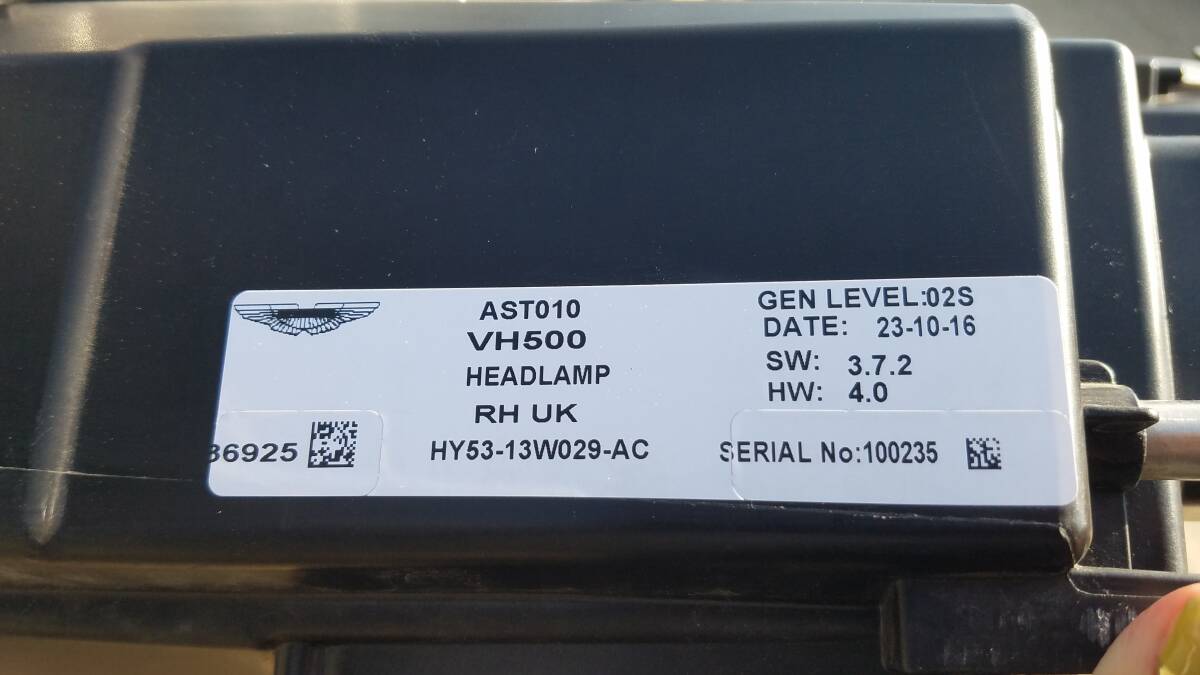 AST010
VH500
HEADLAMP
RH UK
HY53-13W029-AC
GEN LEVEL:02S
DATE: 23-10-16
SW: 3.7.2
HW: 4.0
36925
SERIAL No:100235